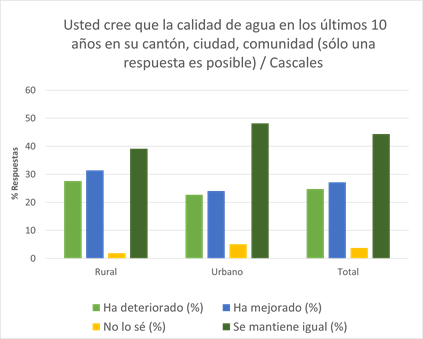 Usted cree que la calidad de agua en los últimos 10
años en su cantón, ciudad, comunidad (sólo una
respuesta es posible) / Cascales
% Respuestas
60
50
40
30
20
10
0
Rural
Urbano
Total
Ha deteriorado (%)
Ha mejorado (%)
No lo sé (%)
Se mantiene igual (%)